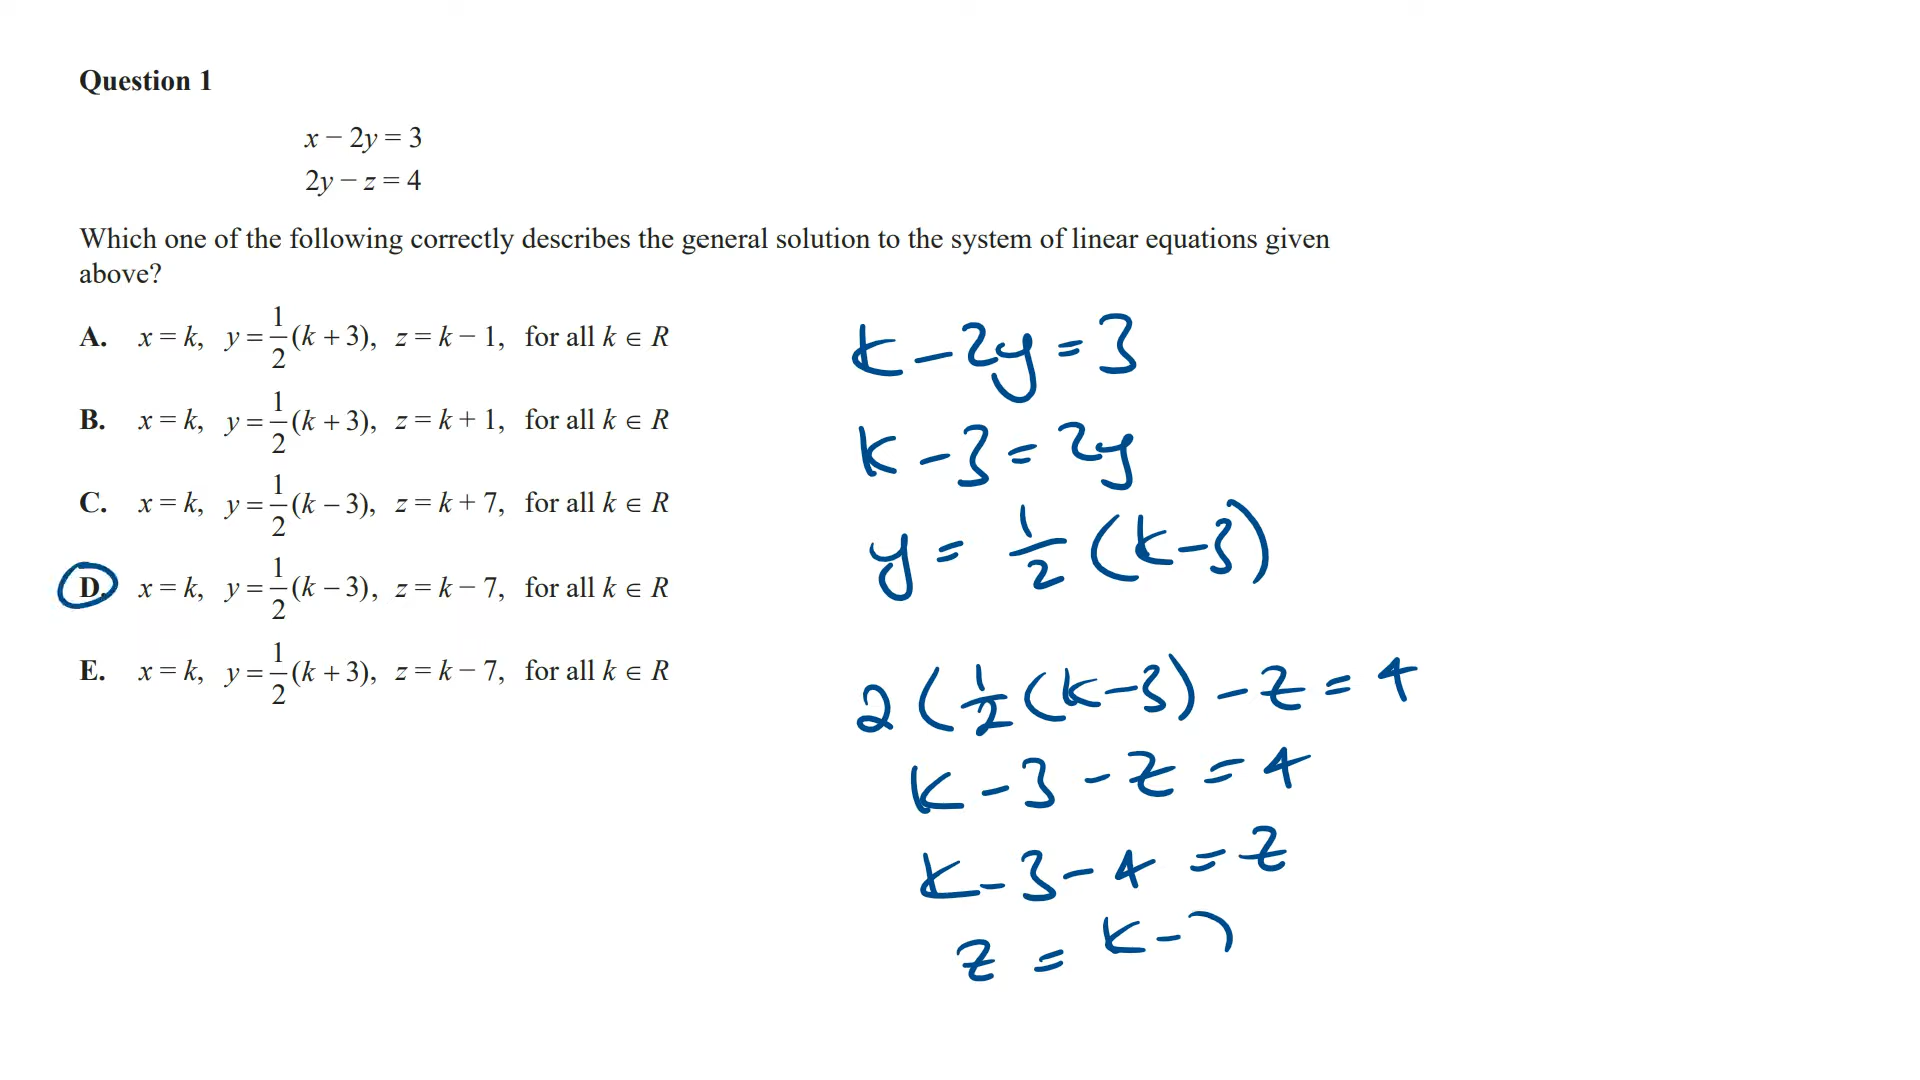 Question 1
x − 2y = 3
2y − z = 4
Which one of the following correctly describes the general solution to the system of linear equations given
above?
A. x = k, y = 1/2 (k + 3), z = k − 1, for all k ∈ R
B. x = k, y = 1/2 (k + 3), z = k + 1, for all k ∈ R
C. x = k, y = 1/2 (k − 3), z = k + 7, for all k ∈ R
D. x = k, y = 1/2 (k − 3), z = k − 7, for all k ∈ R
E. x = k, y = 1/2 (k + 3), z = k − 7, for all k ∈ R
k − 2y = 3
k − 3 = 2y
y = 1/2 (k − 3)
2 ( 1/2 (k − 3) − z = 4
k − 3 − z = 4
k − 3 − 4 = z
z = k − 7